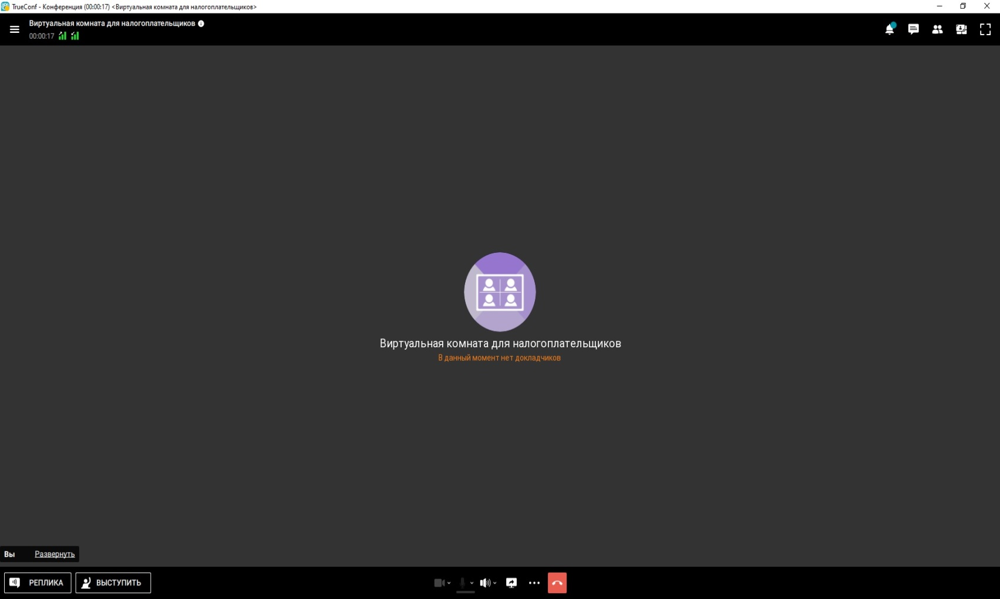 TrueConf - Конференция (00:00:17) <Виртуальная комната для налогоплательщиков>
Виртуальная комната для налогоплательщиков
00:00:17
Виртуальная комната для налогоплательщиков
В данный момент нет докладчиков
Вы Развернуть
РЕПЛИКА ВЫСТУПИТЬ